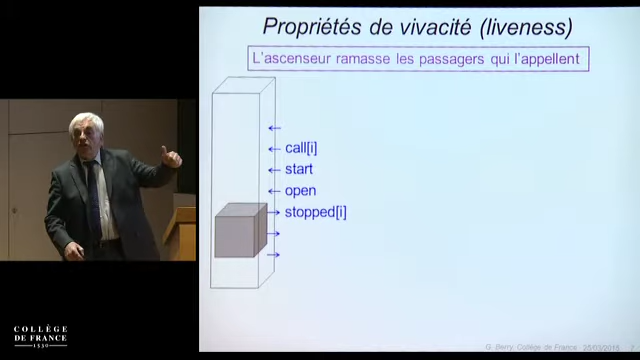 Propriétés de vivacité (liveness)
L'ascenseur ramasse les passagers qui l'appellent
call[i]
start
open
stopped[i]
COLLÈGE
DE FRANCE
1530
G. Berry, Collège de France - 25/03/2015 7